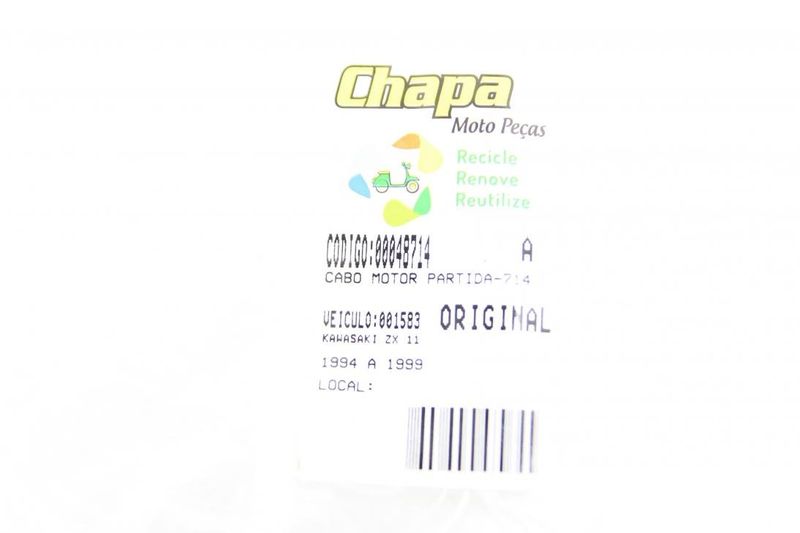 Chapa
Moto Peças
Recicle
Renove
Reutilize
CODIGO:00048714 A
CABO MOTOR PARTIDA-714
VEICULO:001583 ORIGINAL
KAWASAKI ZX 11
1994 A 1999
LOCAL: